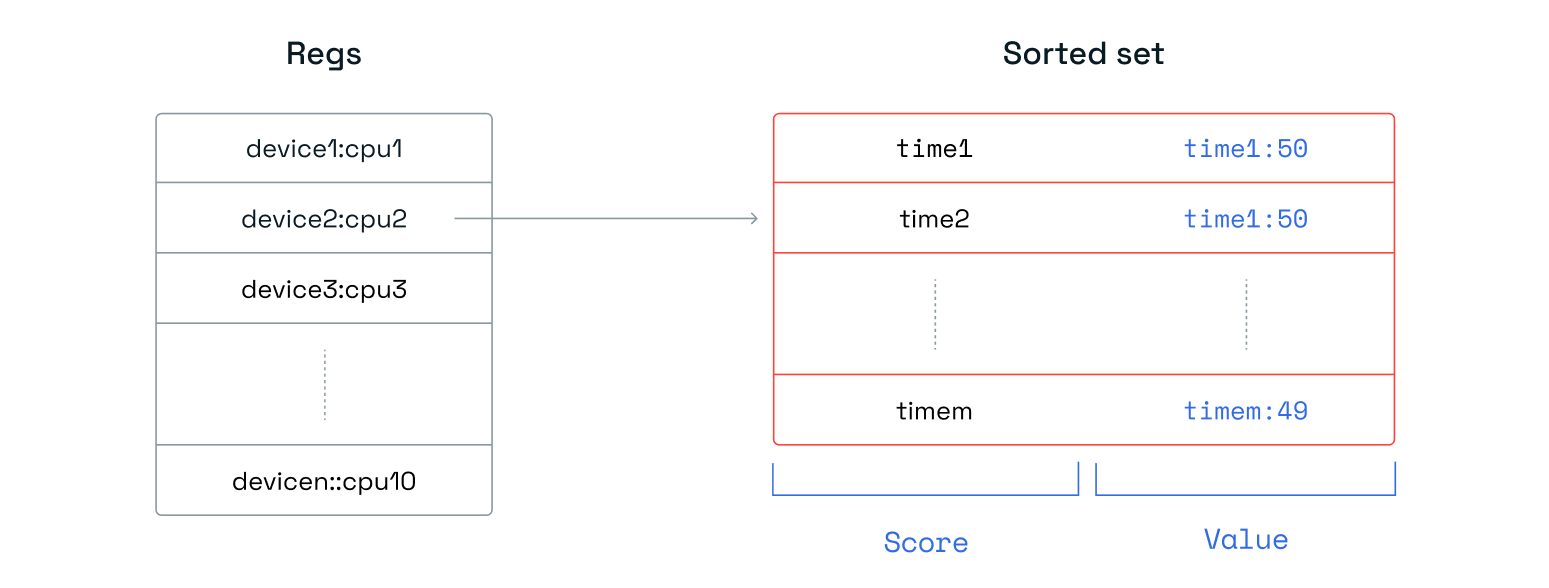 Regs
Sorted set
device1:cpu1
device2:cpu2
device3:cpu3
devicen::cpu10
time1 time1:50
time2 time1:50
timem timem:49
Score Value